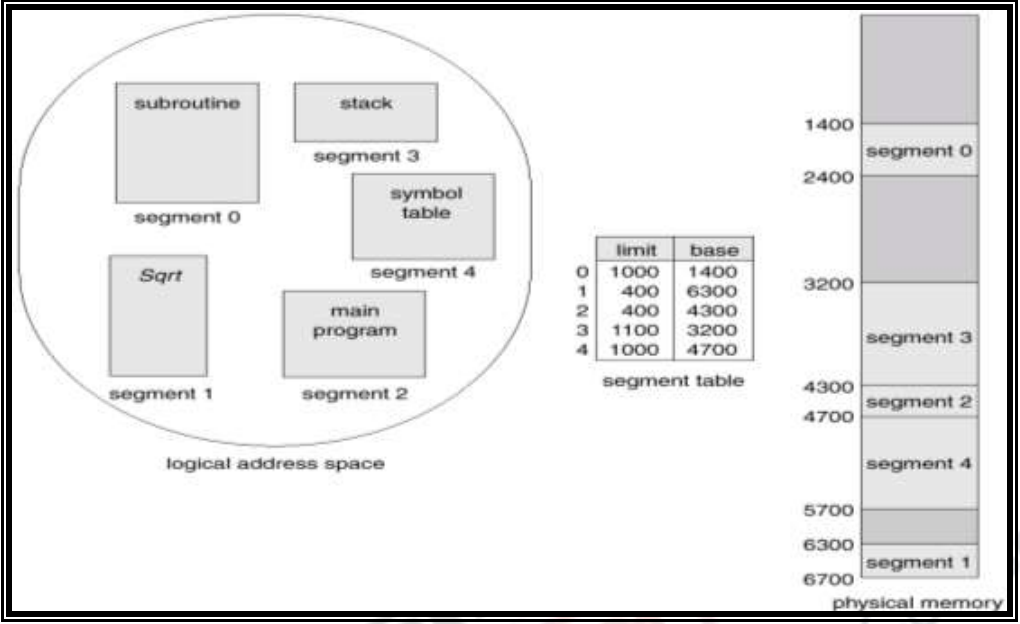 subroutine
segment 0
stack
segment 3
symbol
table
segment 4
Sqrt
segment 1
main
program
segment 2
logical address space
limit base
0 1000 1400
1 400 6300
2 400 4300
3 1100 3200
4 1000 4700
segment table
1400
segment 0
2400
3200
segment 3
4300
segment 2
4700
segment 4
5700
6300
segment 1
6700
physical memory